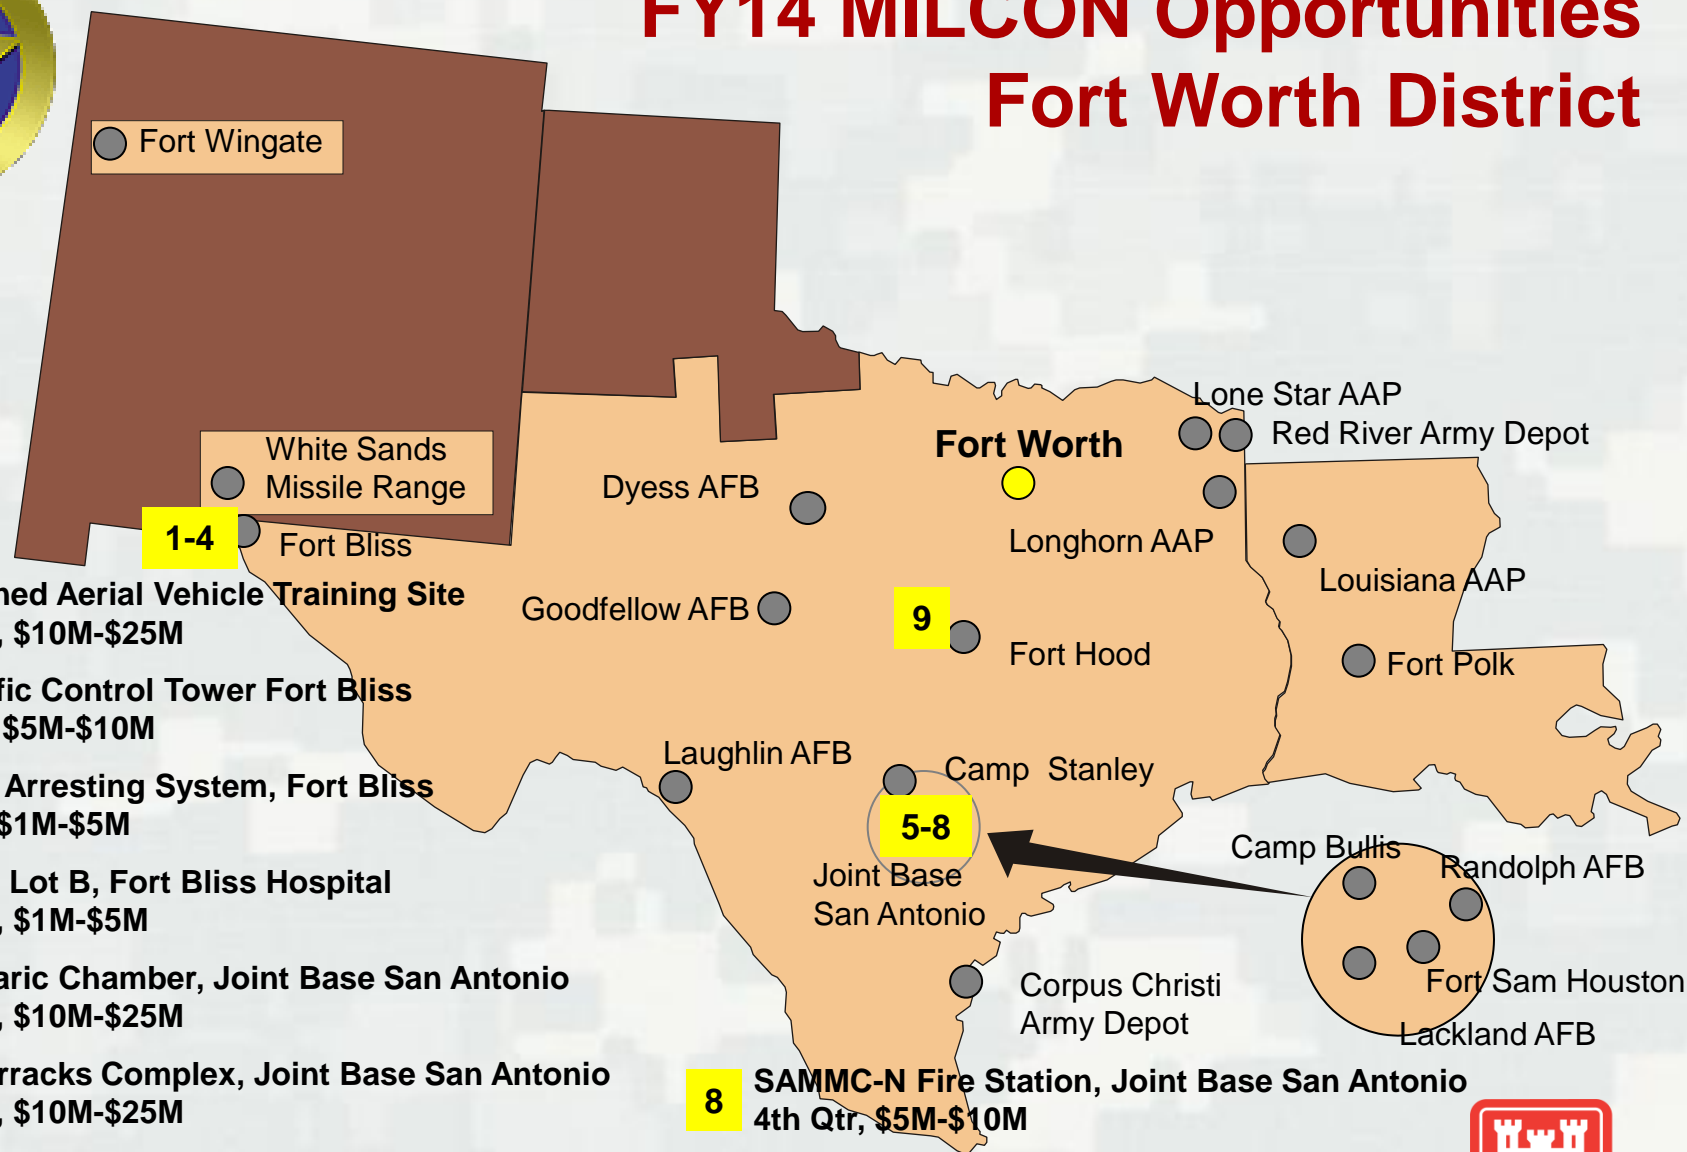 FY14 MILCON Opportunities
Fort Worth District
Fort Wingate
White Sands
Missile Range
1-4
Fort Bliss
Dyess AFB
Fort Worth
Lone Star AAP
Red River Army Depot
Longhorn AAP
Louisiana AAP
Goodfellow AFB
9
Fort Hood
Fort Polk
Laughlin AFB
Camp Stanley
5-8
Joint Base
San Antonio
Camp Bullis
Randolph AFB
Fort Sam Houston
Lackland AFB
Corpus Christi
Army Depot
Aerial Vehicle Training Site
, $10M-$25M
Control Tower Fort Bliss
$5M-$10M
Arresting System, Fort Bliss
$1M-$5M
Lot B, Fort Bliss Hospital
, $1M-$5M
Chamber, Joint Base San Antonio
, $10M-$25M
Complex, Joint Base San Antonio
, $10M-$25M
8
SAMMC-N Fire Station, Joint Base San Antonio
4th Qtr, $5M-$10M